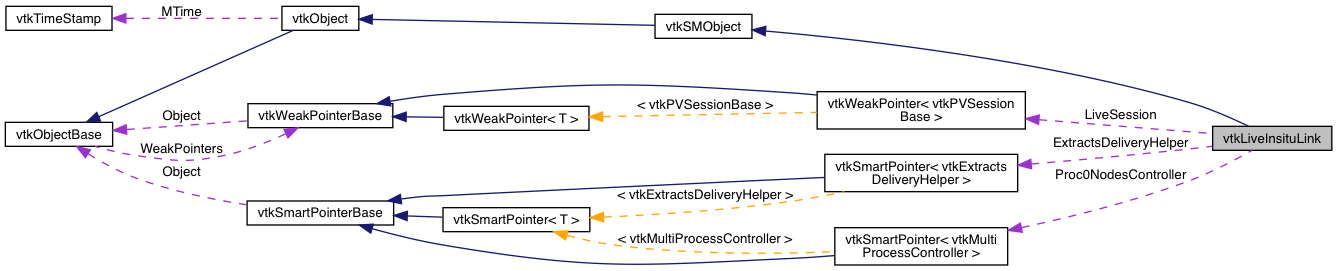 vtkTimeStamp
MTime
vtkObject
vtkSMObject
vtkObjectBase
Object
WeakPointers
Object
vtkWeakPointerBase
vtkWeakPointer< T >
< vtkPVSessionBase >
vtkWeakPointer< vtkPVSession
Base >
LiveSession
vtkLiveInsituLink
ExtractsDeliveryHelper
Proc0NodesController
vtkSmartPointer< vtkExtracts
DeliveryHelper >
< vtkExtractsDeliveryHelper >
vtkSmartPointerBase
vtkSmartPointer< T >
< vtkMultiProcessController >
vtkSmartPointer< vtkMulti
ProcessController >